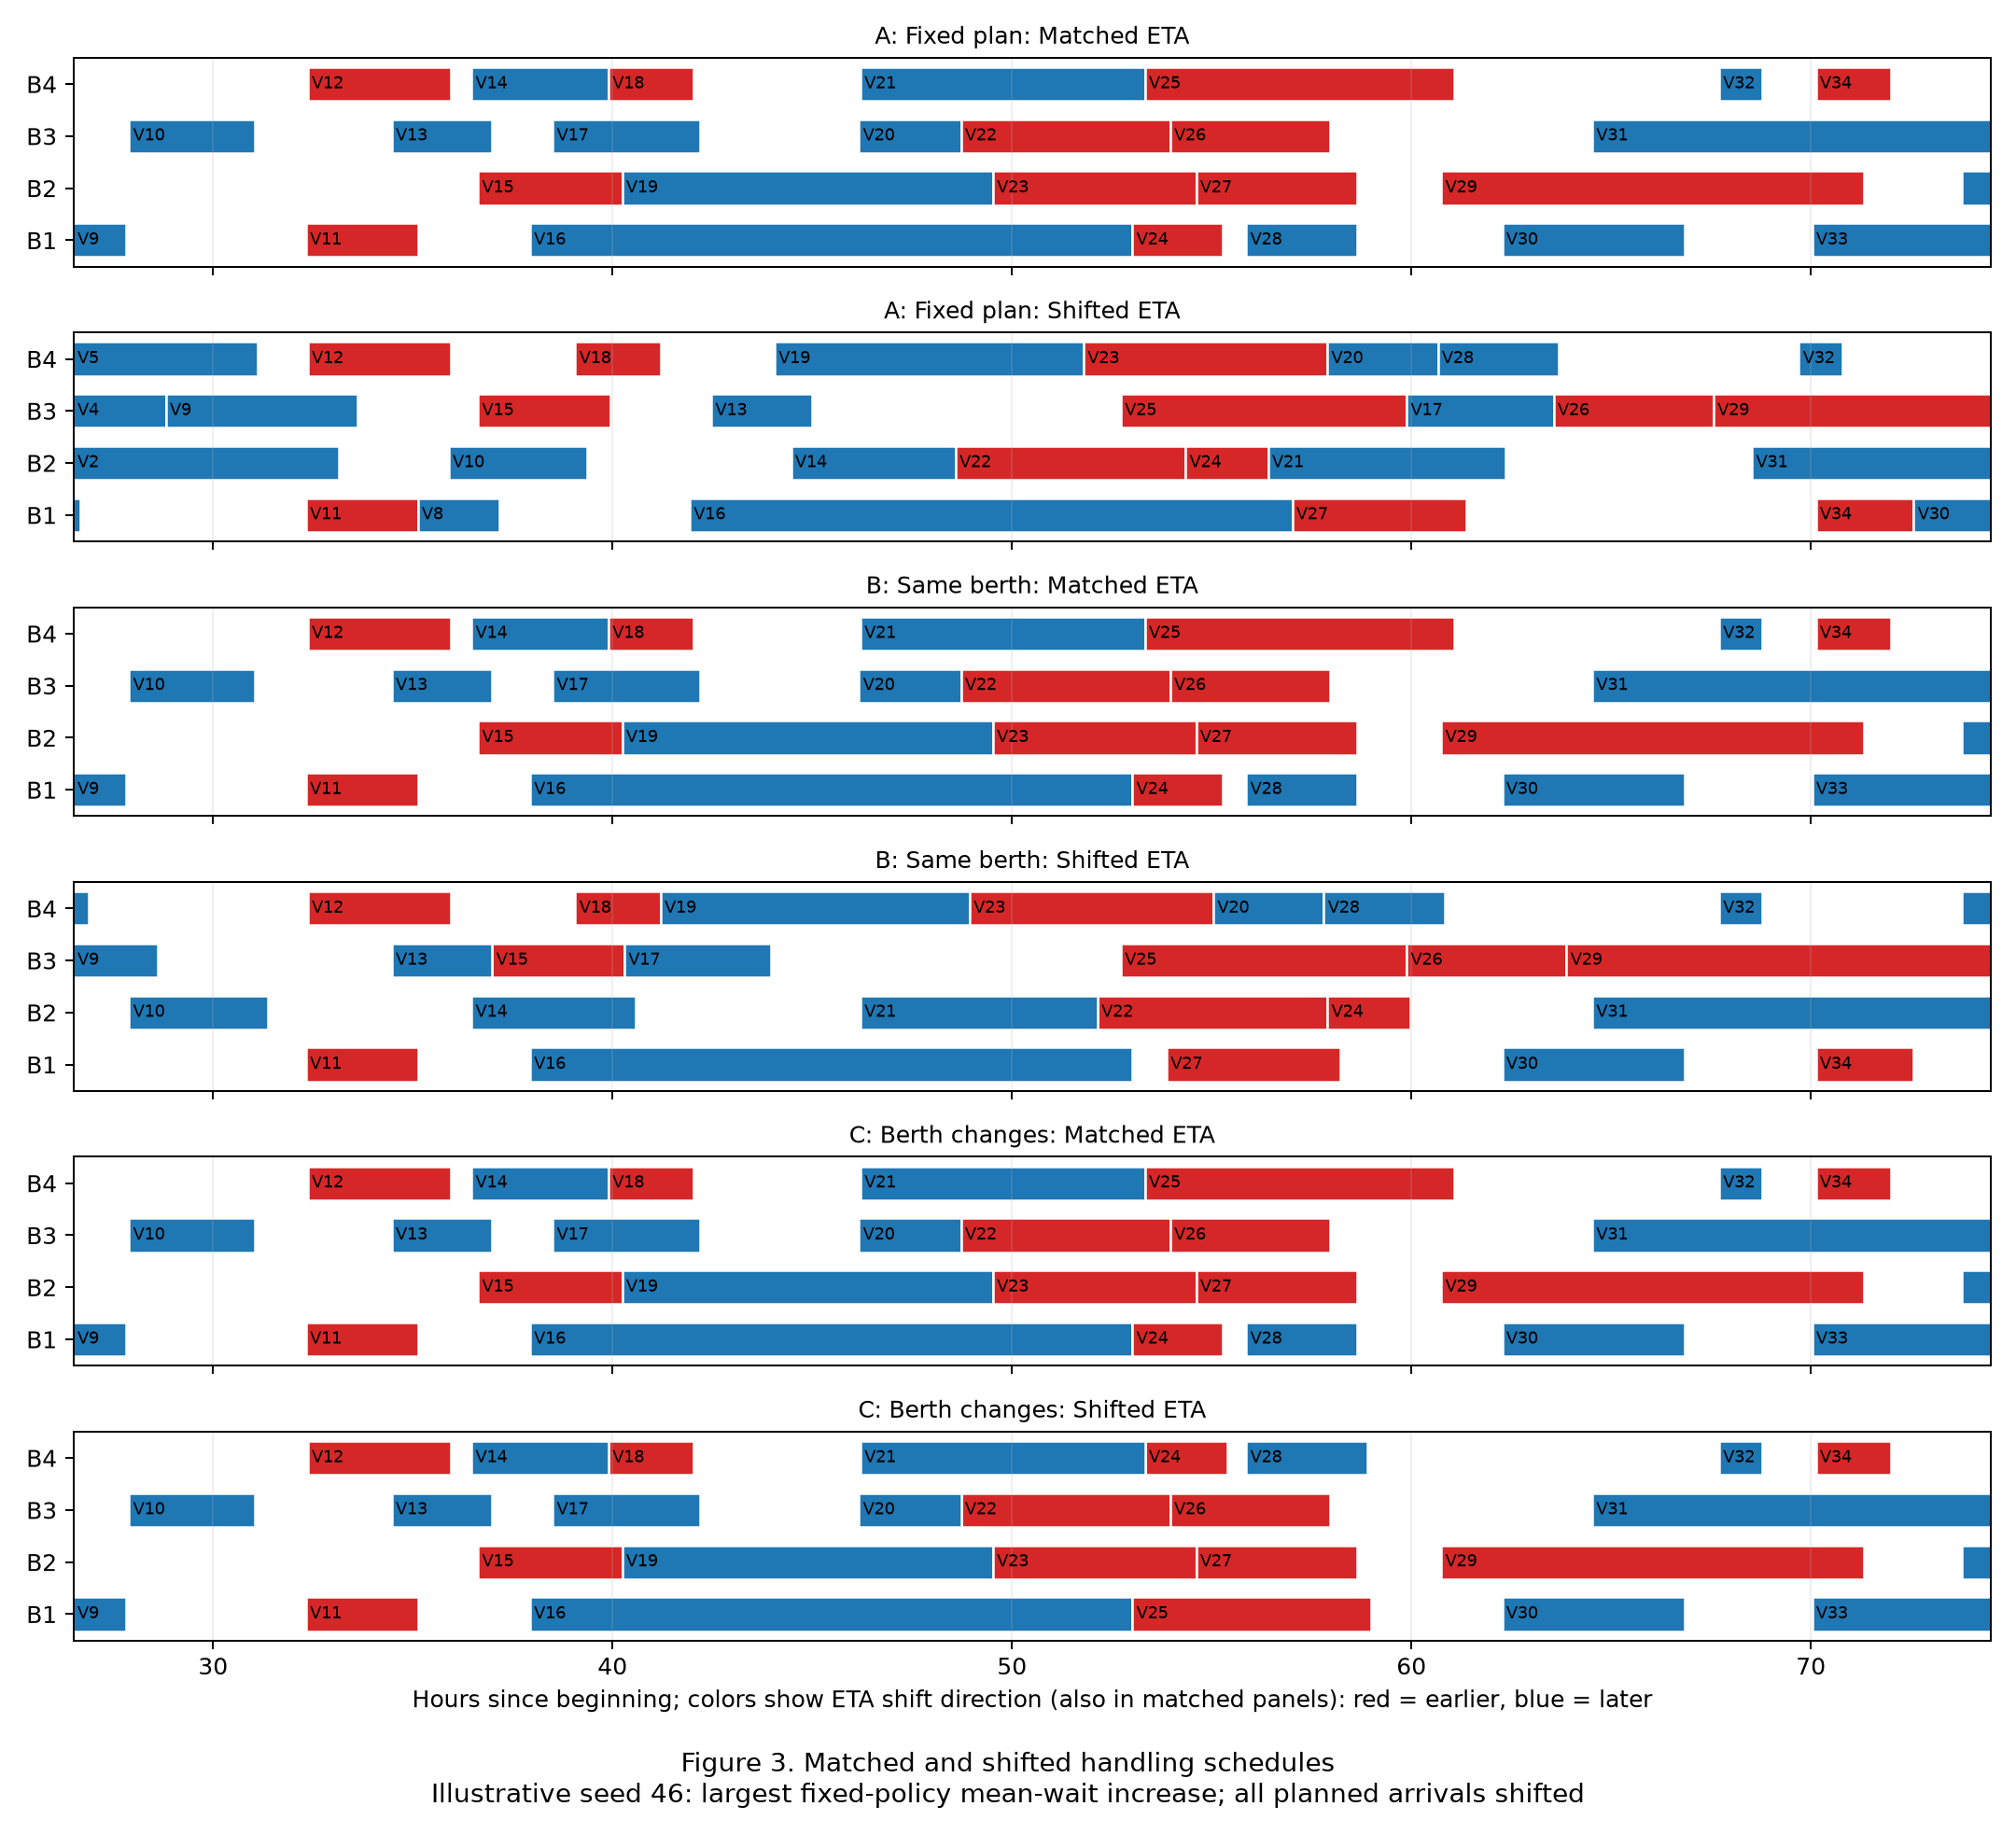 A: Fixed plan: Matched ETA
B4 V12 V14 V18 V21 V25 V32 V34
B3 V10 V13 V17 V20 V22 V26 V31
B2 V15 V19 V23 V27 V29
B1 V9 V11 V16 V24 V28 V30 V33
A: Fixed plan: Shifted ETA
B4 V5 V12 V18 V19 V23 V20 V28 V32
B3 V4 V9 V15 V13 V25 V17 V26 V29
B2 V2 V10 V14 V22 V24 V21 V31
B1 V11 V8 V16 V27 V34 V30
B: Same berth: Matched ETA
B4 V12 V14 V18 V21 V25 V32 V34
B3 V10 V13 V17 V20 V22 V26 V31
B2 V15 V19 V23 V27 V29
B1 V9 V11 V16 V24 V28 V30 V33
B: Same berth: Shifted ETA
B4 V12 V18 V19 V23 V20 V28 V32
B3 V9 V13 V15 V17 V25 V26 V29
B2 V10 V14 V21 V22 V24 V31
B1 V11 V16 V27 V30 V34
C: Berth changes: Matched ETA
B4 V12 V14 V18 V21 V25 V32 V34
B3 V10 V13 V17 V20 V22 V26 V31
B2 V15 V19 V23 V27 V29
B1 V9 V11 V16 V24 V28 V30 V33
C: Berth changes: Shifted ETA
B4 V12 V14 V18 V21 V24 V28 V32 V34
B3 V10 V13 V17 V20 V22 V26 V31
B2 V15 V19 V23 V27 V29
B1 V9 V11 V16 V25 V30 V33
30 40 50 60 70
Hours since beginning; colors show ETA shift direction (also in matched panels): red = earlier, blue = later
Figure 3. Matched and shifted handling schedules
Illustrative seed 46: largest fixed-policy mean-wait increase; all planned arrivals shifted